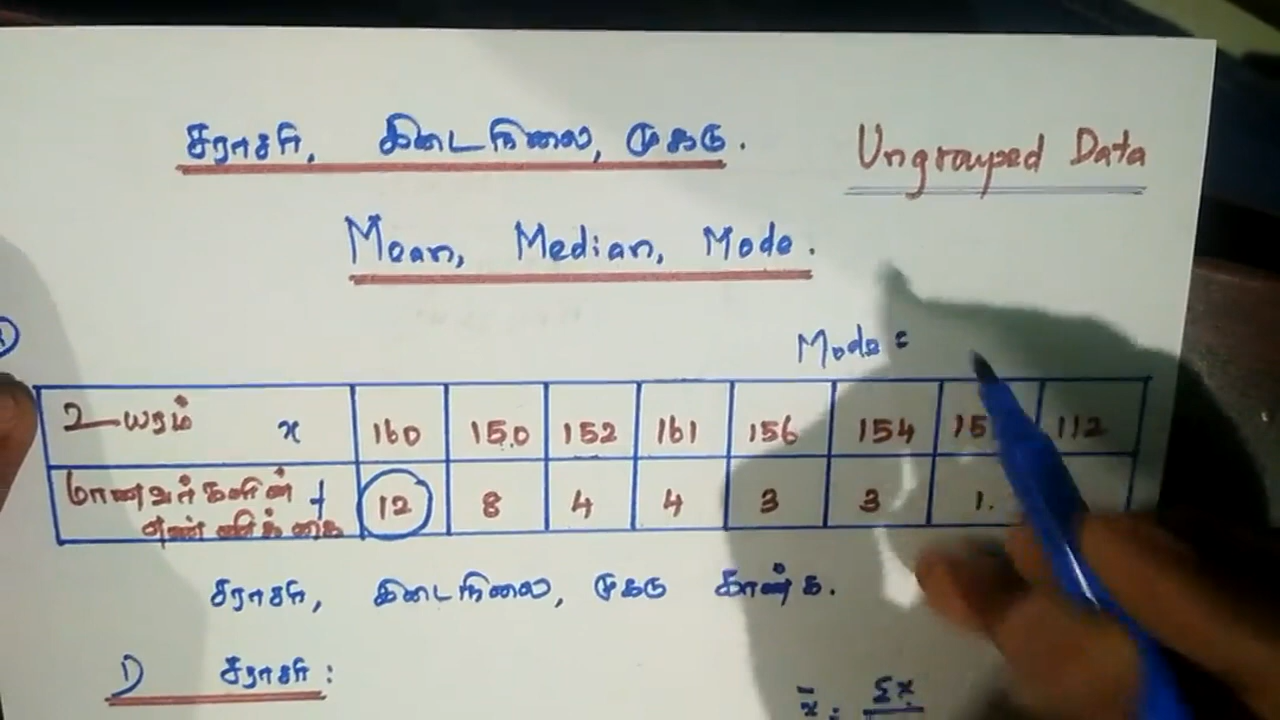 சராசரி, இடைநிலை, முகடு.
Ungrouped Data
Mean, Median, Mode.
Mode =
உயரம் x 160 150 152 161 156 154 112
மாணவர்களின் f 12 8 4 4 3 3 1.
எண்ணிக்கை
சராசரி, இடைநிலை, முகடு காண்க.
1) சராசரி :
x̄ = Σx